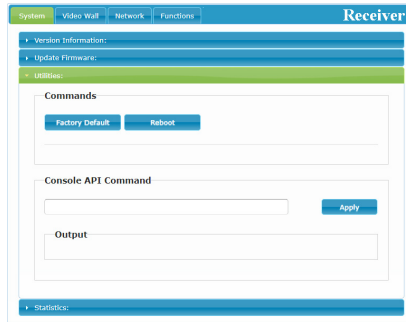 System Video Wall Network Functions Receiver
Version Information:
Update Firmware:
Utilities:
Commands
Factory Default Reboot
Console API Command
Apply
Output
Statistics: